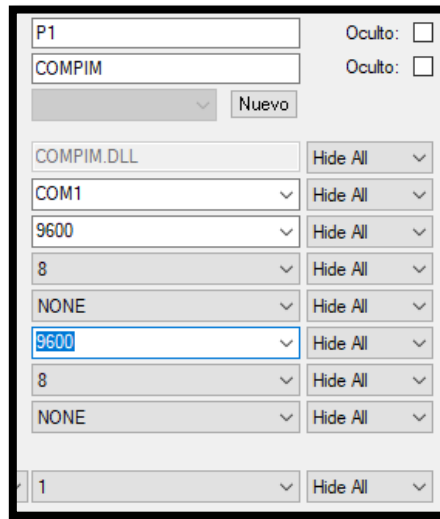 P1 Oculto:
COMPIM Oculto:
Nuevo
COMPIM.DLL Hide All
COM1 Hide All
9600 Hide All
8 Hide All
NONE Hide All
9600 Hide All
8 Hide All
NONE Hide All
1 Hide All